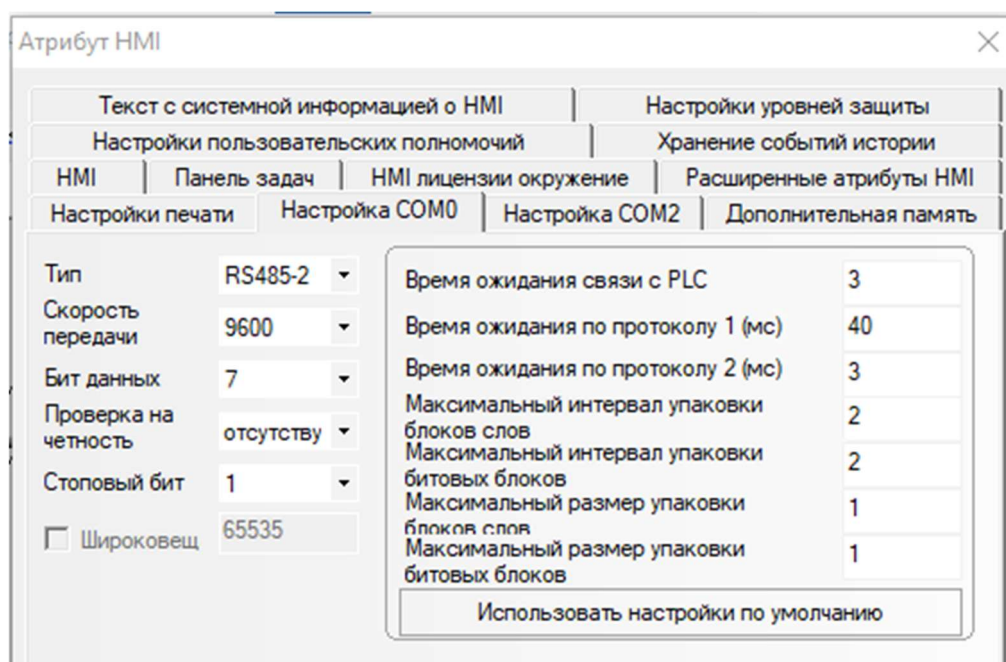 Атрибут HMI
Текст с системной информацией о HMI
Настройки уровней защиты
Настройки пользовательских полномочий
Хранение событий истории
HMI
Панель задач
HMI лицензии окружение
Расширенные атрибуты HMI
Настройки печати
Настройка COM0
Настройка COM2
Дополнительная память
Тип
RS485-2
Скорость
передачи
9600
Бит данных
7
Проверка на
четность
отсутству
Стоповый бит
1
Широковещ
65535
Время ожидания связи с PLC
3
Время ожидания по протоколу 1 (мс)
40
Время ожидания по протоколу 2 (мс)
3
Максимальный интервал упаковки
блоков слов
2
Максимальный интервал упаковки
битовых блоков
2
Максимальный размер упаковки
блоков слов
1
Максимальный размер упаковки
битовых блоков
1
Использовать настройки по умолчанию